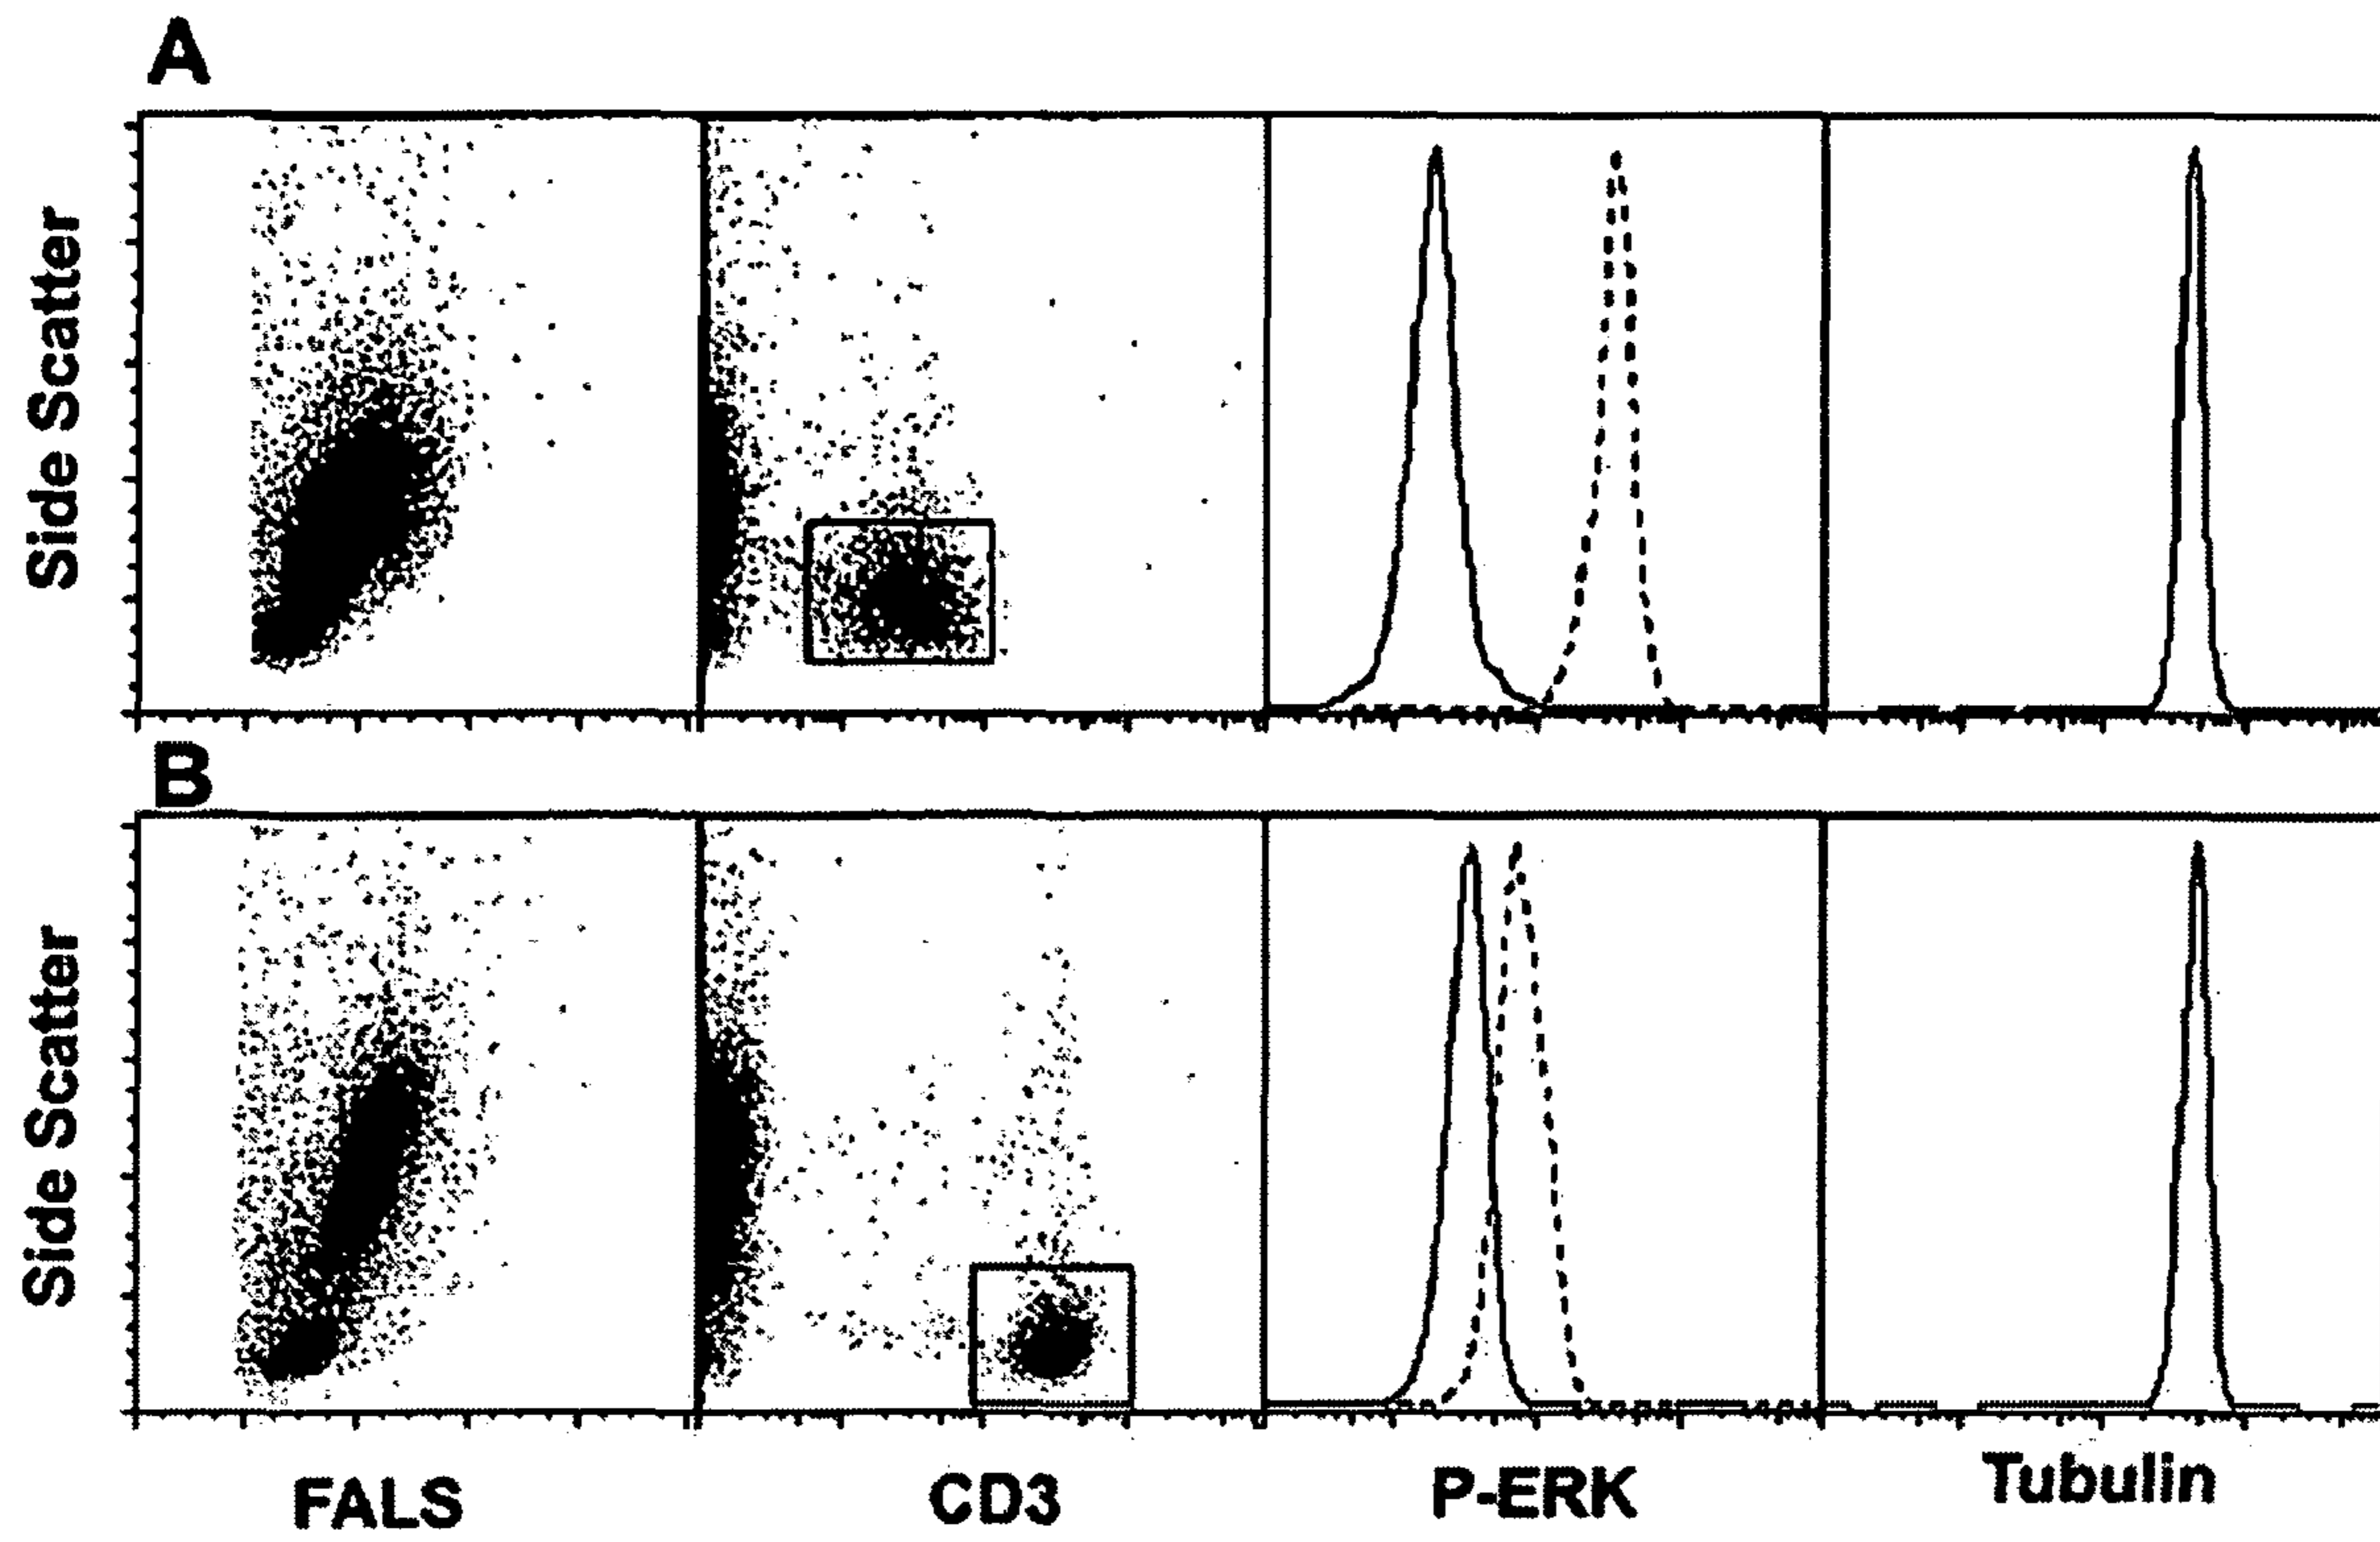 A
Side Scatter
B
Side Scatter
FALS
CD3
P-ERK
Tubulin